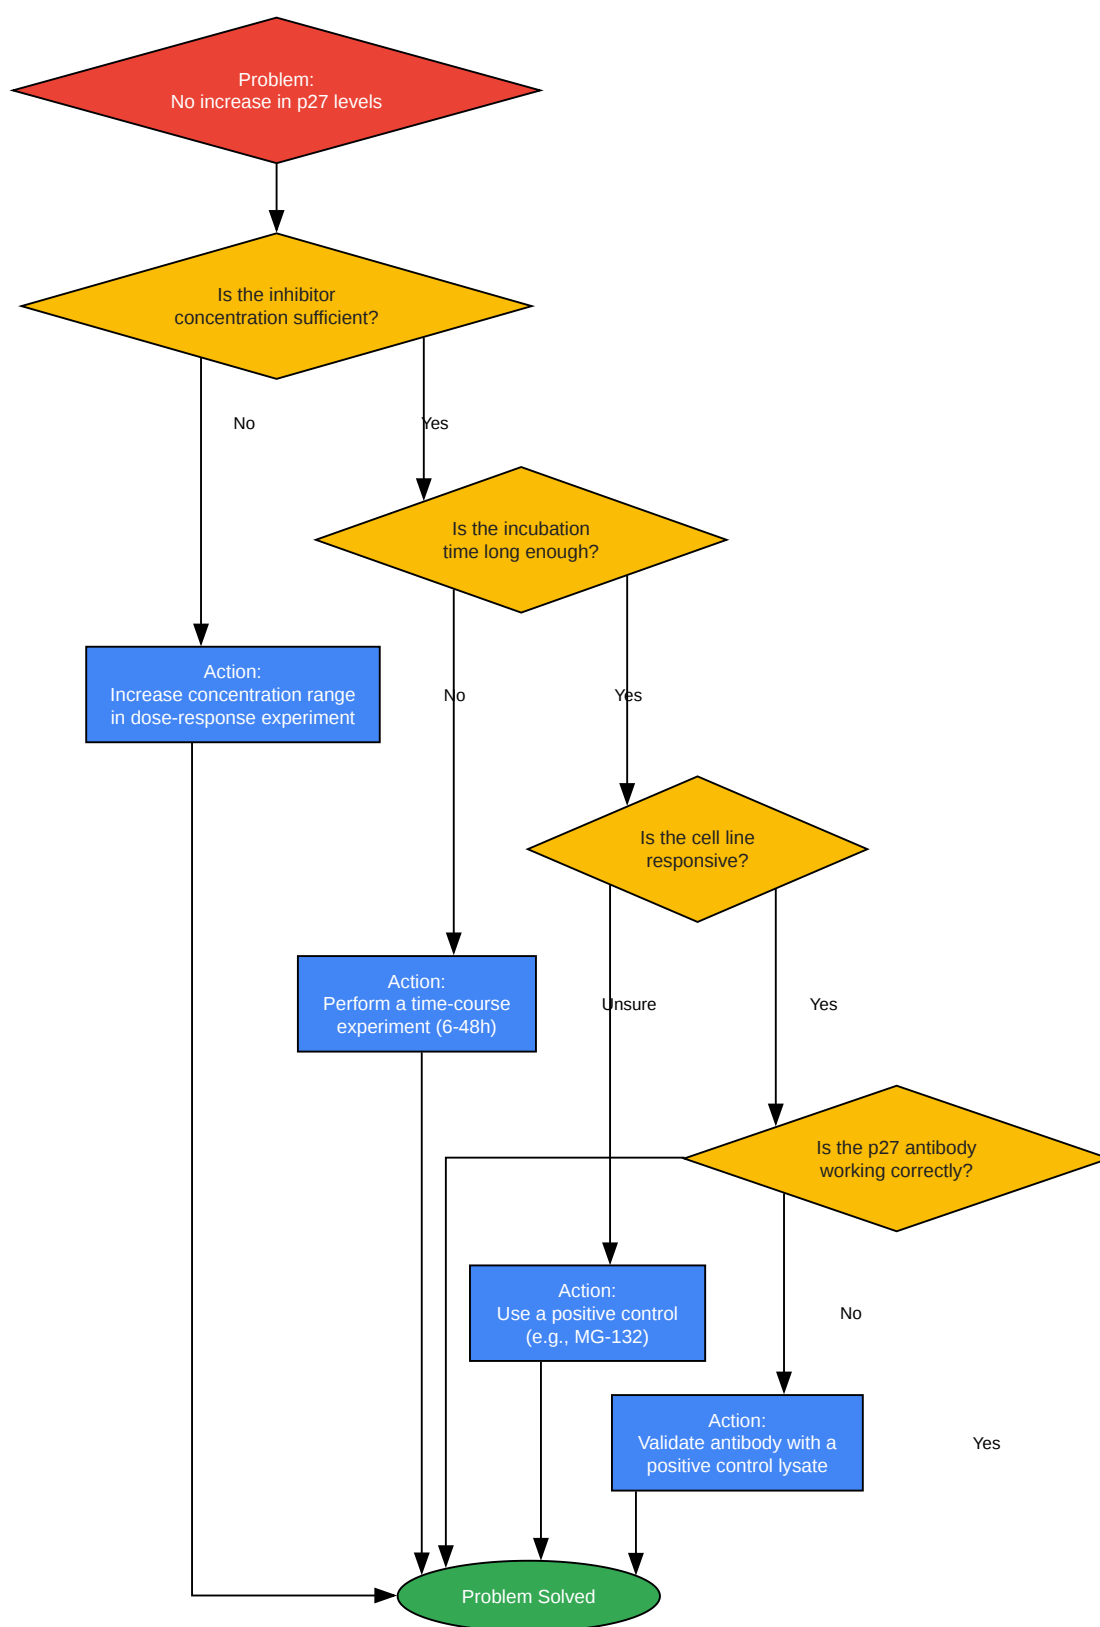 Problem:
No increase in p27 levels
Is the inhibitor
concentration sufficient?
No
Yes
Is the incubation
time long enough?
Action:
Increase concentration range
in dose-response experiment
No
Yes
Is the cell line
responsive?
Action:
Perform a time-course
experiment (6-48h)
Unsure
Yes
Is the p27 antibody
working correctly?
Action:
Use a positive control
(e.g., MG-132)
No
Action:
Validate antibody with a
positive control lysate
Yes
Problem Solved